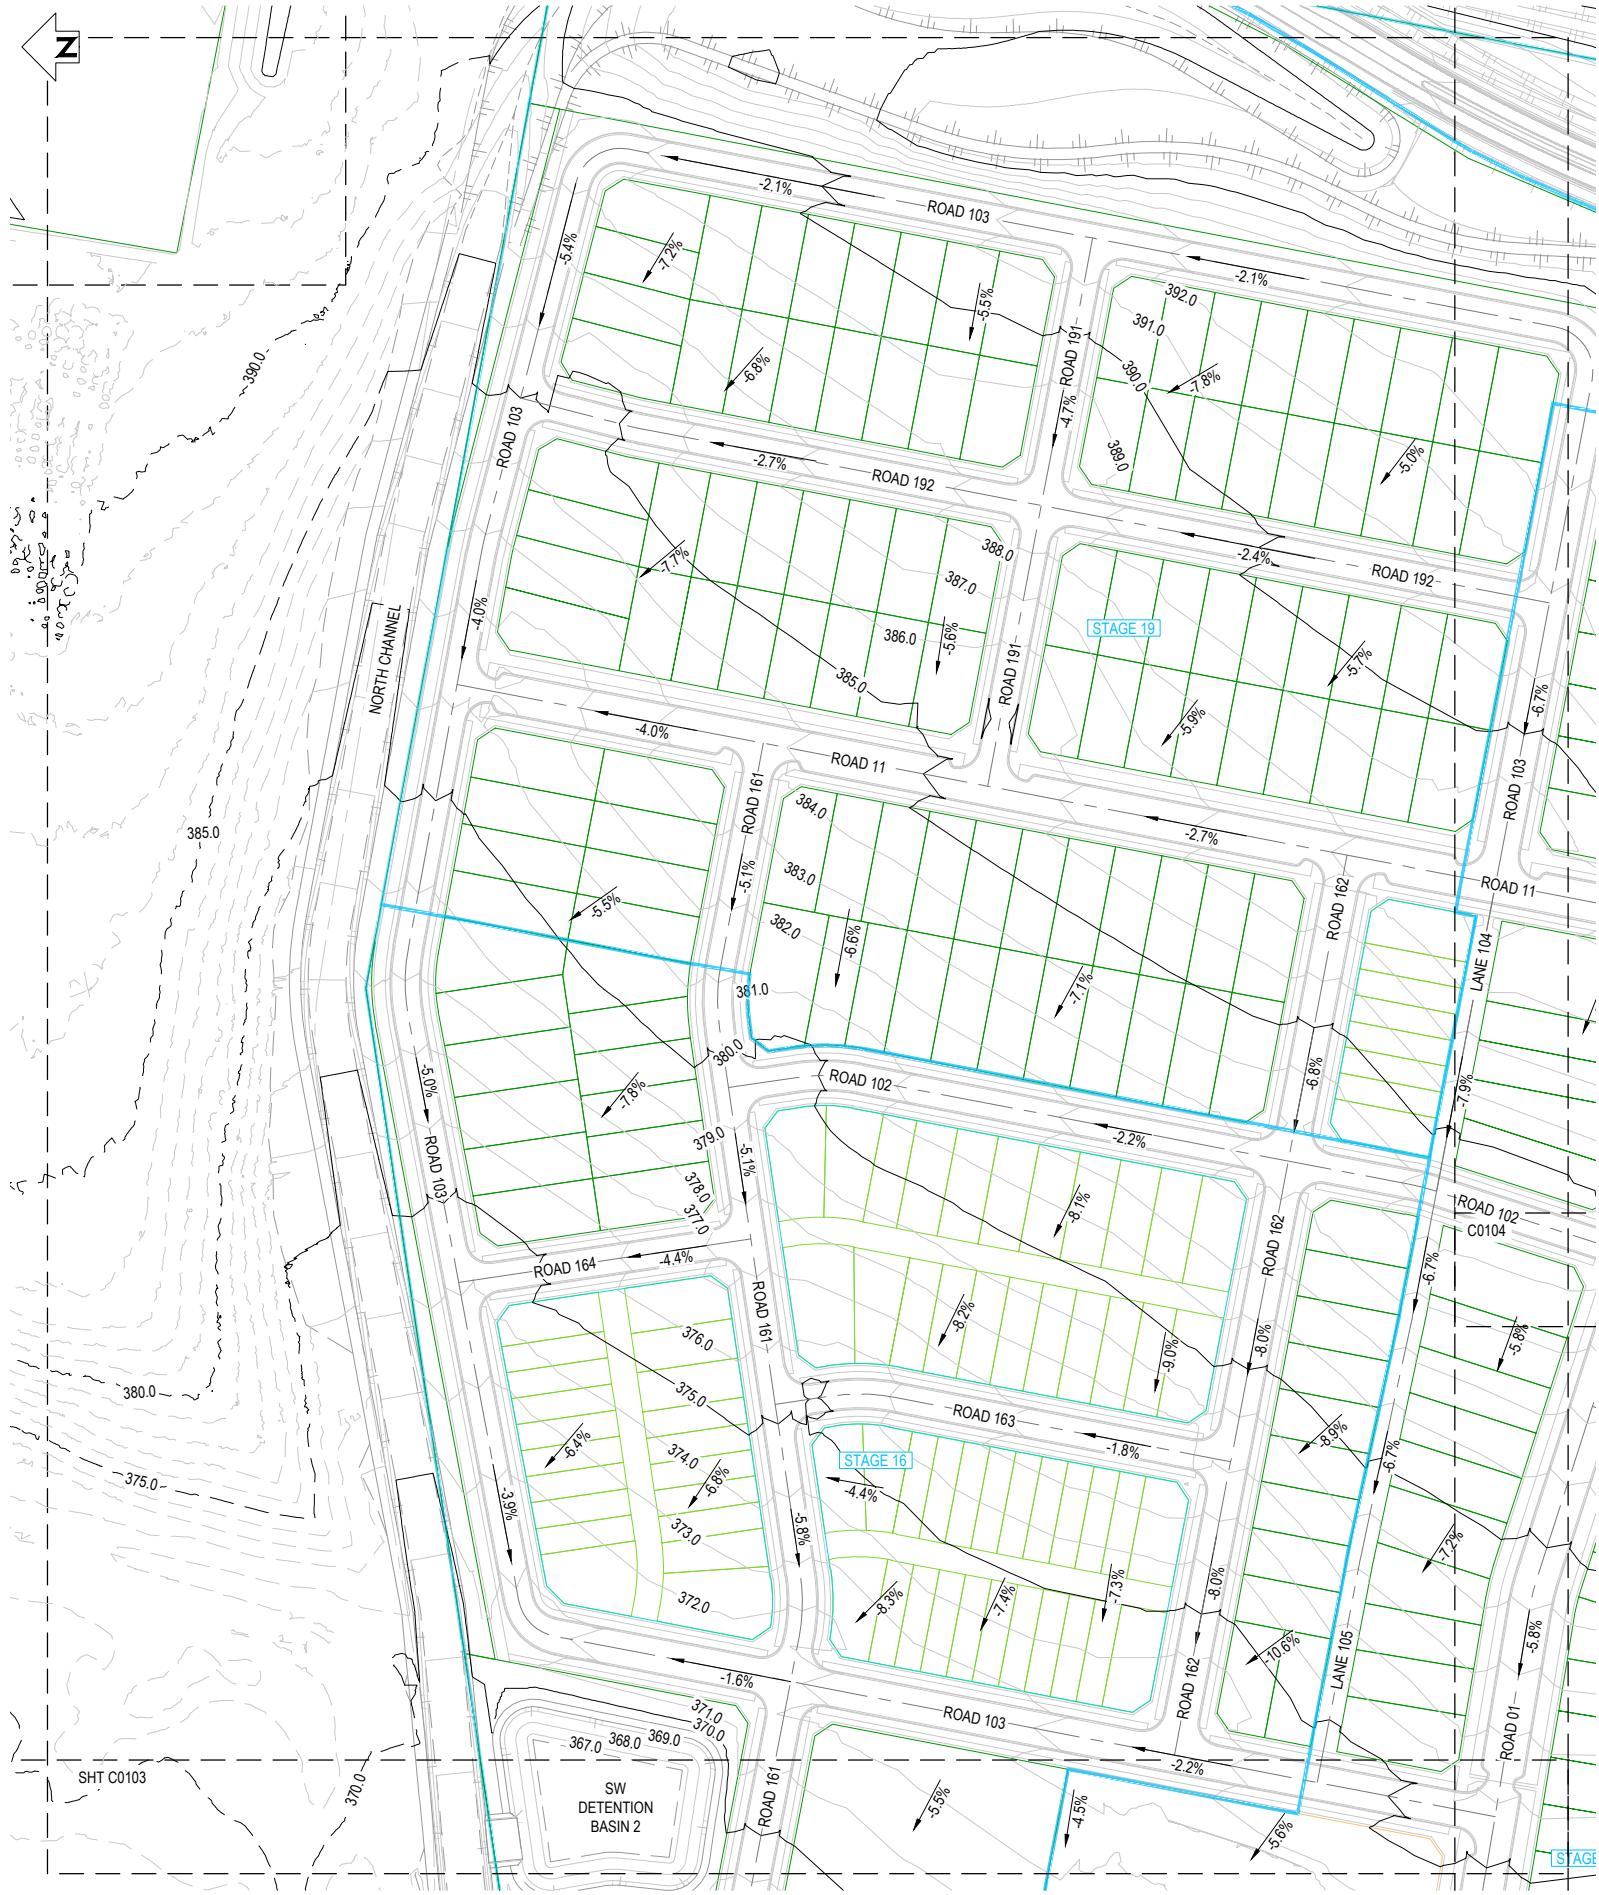 N
-2.1%
ROAD 103
-5.4%
-7.2%
-2.1%
392.0
391.0
-5.5%
390.0
-6.8%
ROAD 191
390.0
-7.8%
-4.7%
ROAD 103
389.0
-5.0%
-2.7%
ROAD 192
388.0
-2.4%
ROAD 192
-7.7%
387.0
-4.0%
386.0
-5.6%
STAGE 19
NORTH CHANNEL
385.0
ROAD 191
-5.7%
-6.7%
-5.9%
-4.0%
ROAD 11
ROAD 161
ROAD 103
384.0
385.0
-2.7%
-5.1%
383.0
ROAD 11
-5.5%
ROAD 162
382.0
-6.6%
LANE 104
381.0
-7.1%
380.0
-5.0%
ROAD 102
-6.8%
-7.8%
-7.9%
379.0
-2.2%
-5.1%
ROAD 103
378.0
-8.1%
377.0
ROAD 102
C0104
ROAD 162
-4.4%
ROAD 164
-6.7%
ROAD 161
-8.2%
376.0
-8.0%
-5.8%
-9.0%
380.0
375.0
ROAD 163
-8.9%
-1.8%
-6.4%
374.0
STAGE 16
-6.7%
375.0
-6.8%
-4.4%
-3.9%
373.0
-5.8%
-7.2%
372.0
-8.3%
-7.4%
-7.3%
-8.0%
-5.8%
-10.6%
LANE 105
-1.6%
ROAD 162
371.0
370.0
ROAD 103
ROAD 01
369.0
368.0
367.0
-2.2%
SHT C0103
370.0
SW
DETENTION
BASIN 2
ROAD 161
-5.5%
-4.5%
-5.6%
STAGE